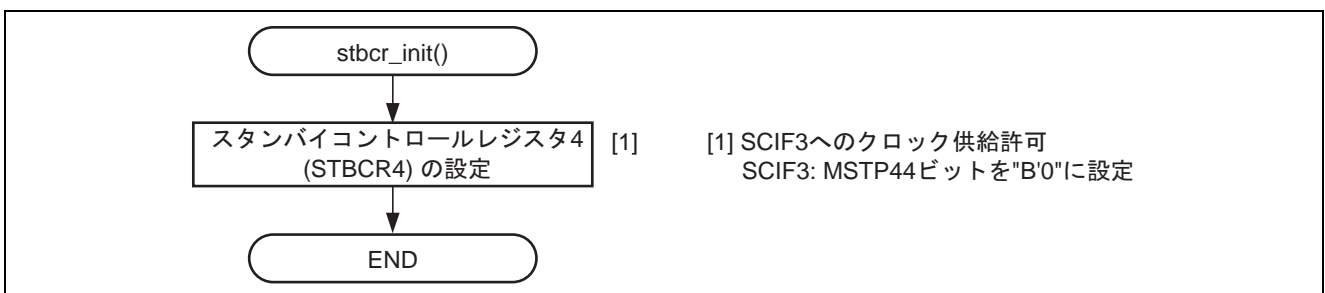 stbcr_init()
スタンバイコントロールレジスタ4
(STBCR4) の設定
[1]
[1] SCIF3へのクロック供給許可
SCIF3: MSTP44ビットを"B'0"に設定
END